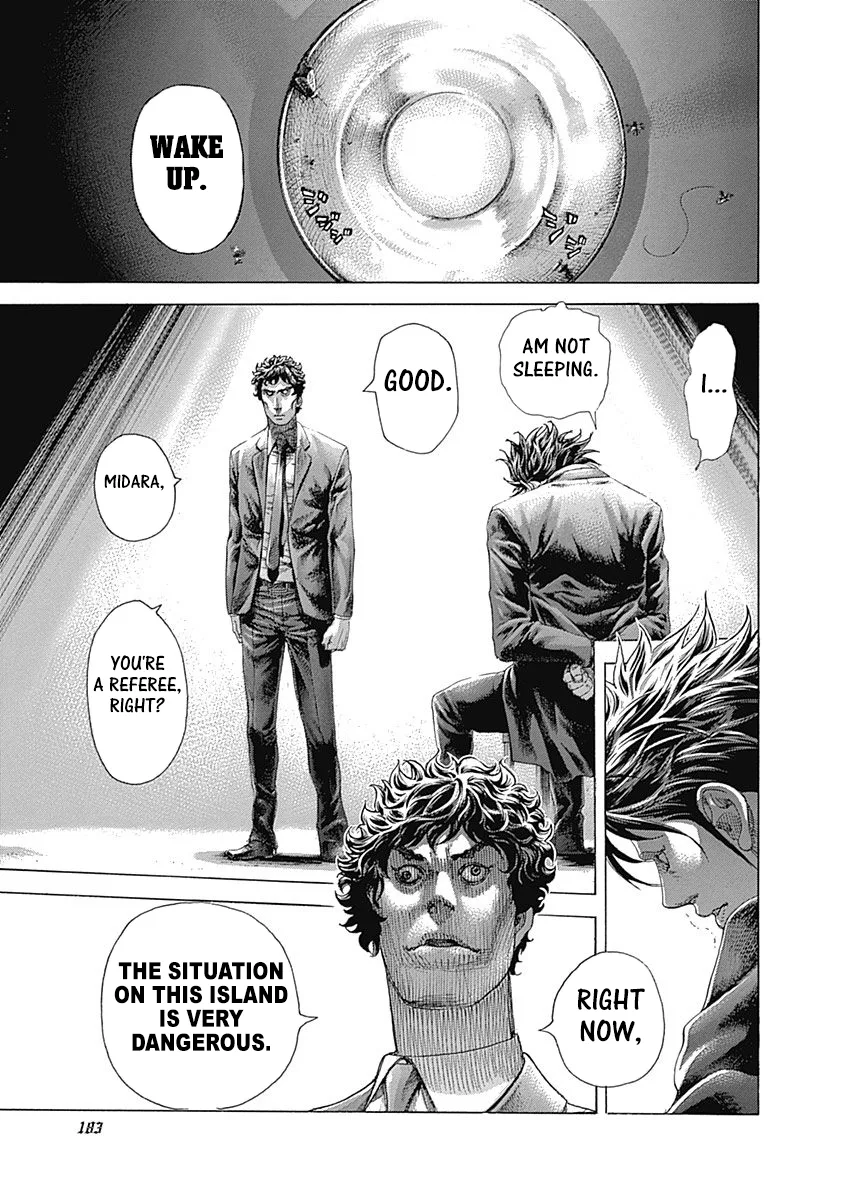 WAKE
UP.
I...
AM NOT
SLEEPING.
GOOD.
MIDARA,
YOU'RE
A REFEREE,
RIGHT?
RIGHT
NOW,
THE SITUATION
ON THIS ISLAND
IS VERY
DANGEROUS.
183